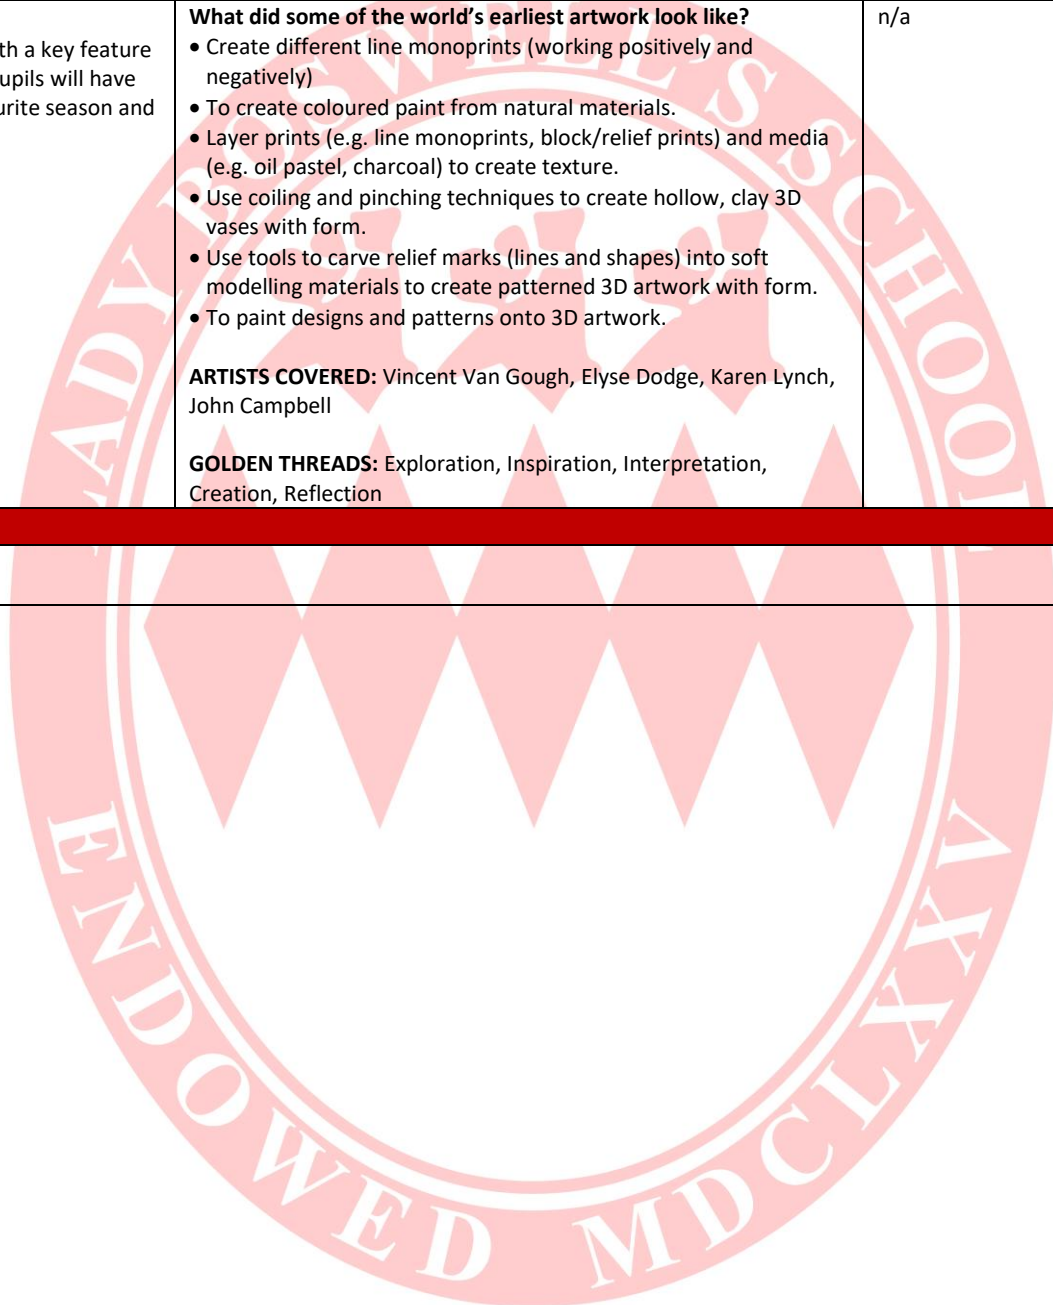 th a key feature
upils will have
urite season and
What did some of the world's earliest artwork look like?
• Create different line monoprints (working positively and
negatively)
• To create coloured paint from natural materials.
• Layer prints (e.g. line monoprints, block/relief prints) and media
(e.g. oil pastel, charcoal) to create texture.
• Use coiling and pinching techniques to create hollow, clay 3D
vases with form.
• Use tools to carve relief marks (lines and shapes) into soft
modelling materials to create patterned 3D artwork with form.
• To paint designs and patterns onto 3D artwork.
ARTISTS COVERED: Vincent Van Gough, Elyse Dodge, Karen Lynch,
John Campbell
GOLDEN THREADS: Exploration, Inspiration, Interpretation,
Creation, Reflection
n/a
LADY BOSWELL'S SCHOOL
ENDOWED MDCLXXV